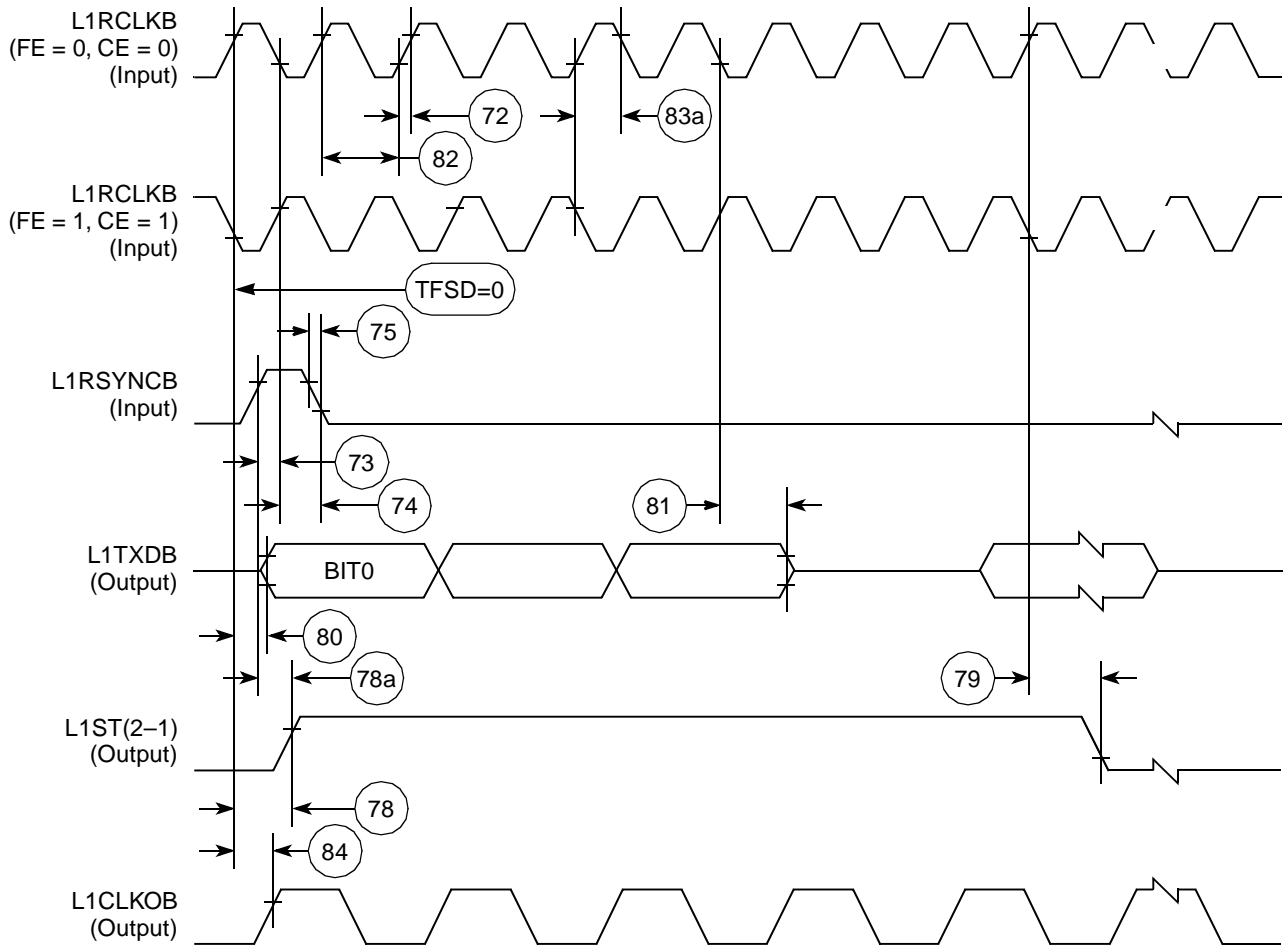 L1RCLKB
(FE = 0, CE = 0)
(Input)
72
83a
82
L1RCLKB
(FE = 1, CE = 1)
(Input)
TFSD=0
75
L1RSYNCB
(Input)
73
74
81
L1TXDB
(Output)
BIT0
80
78a
79
L1ST(2–1)
(Output)
78
84
L1CLKOB
(Output)